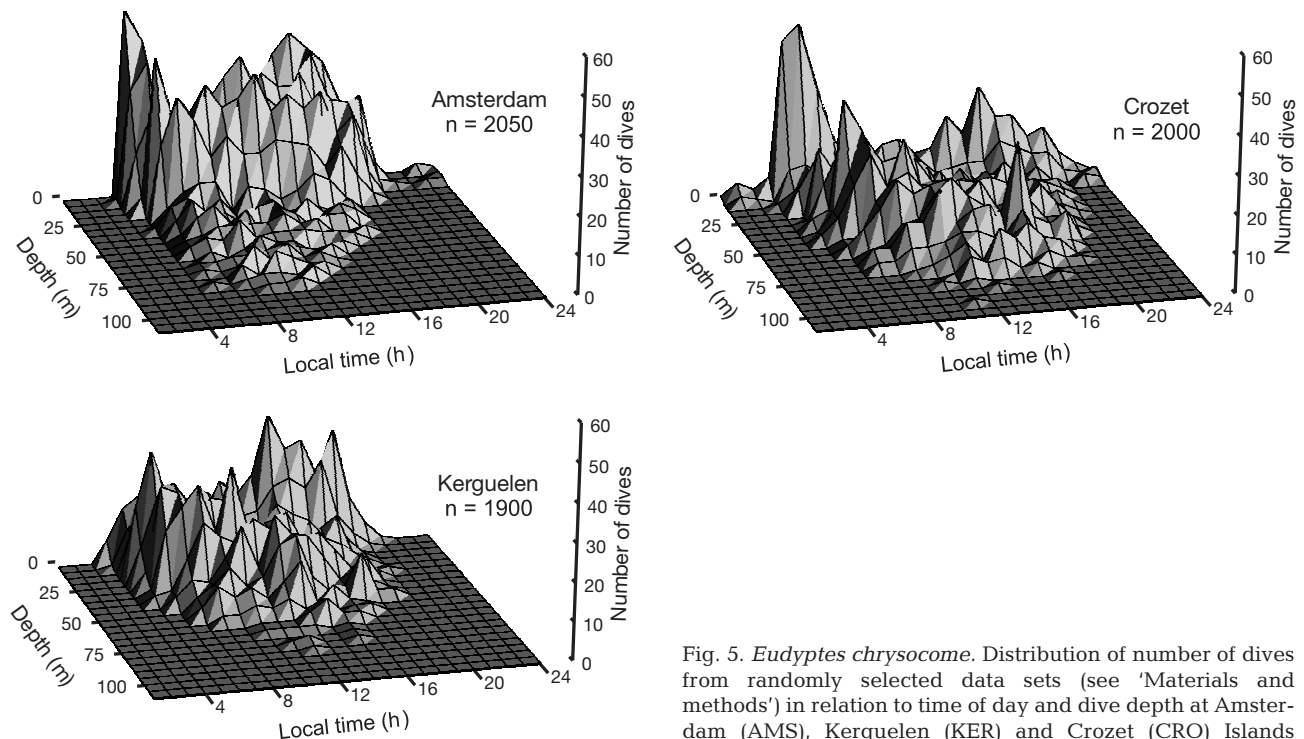 Amsterdam
n = 2050
60
50
40
30
20
10
0
Number of dives
0
25
50
75
100
Depth (m)
4
8
12
16
20
24
Local time (h)
Crozet
n = 2000
60
50
40
30
20
10
0
Number of dives
0
25
50
75
100
Depth (m)
4
8
12
16
20
24
Local time (h)
Kerguelen
n = 1900
60
50
40
30
20
10
0
Number of dives
0
25
50
75
100
Depth (m)
4
8
12
16
20
24
Local time (h)
Fig. 5. Eudyptes chrysocome. Distribution of number of dives
from randomly selected data sets (see ‘Materials and
methods’) in relation to time of day and dive depth at Amster-
dam (AMS), Kerguelen (KER) and Crozet (CRO) Islands